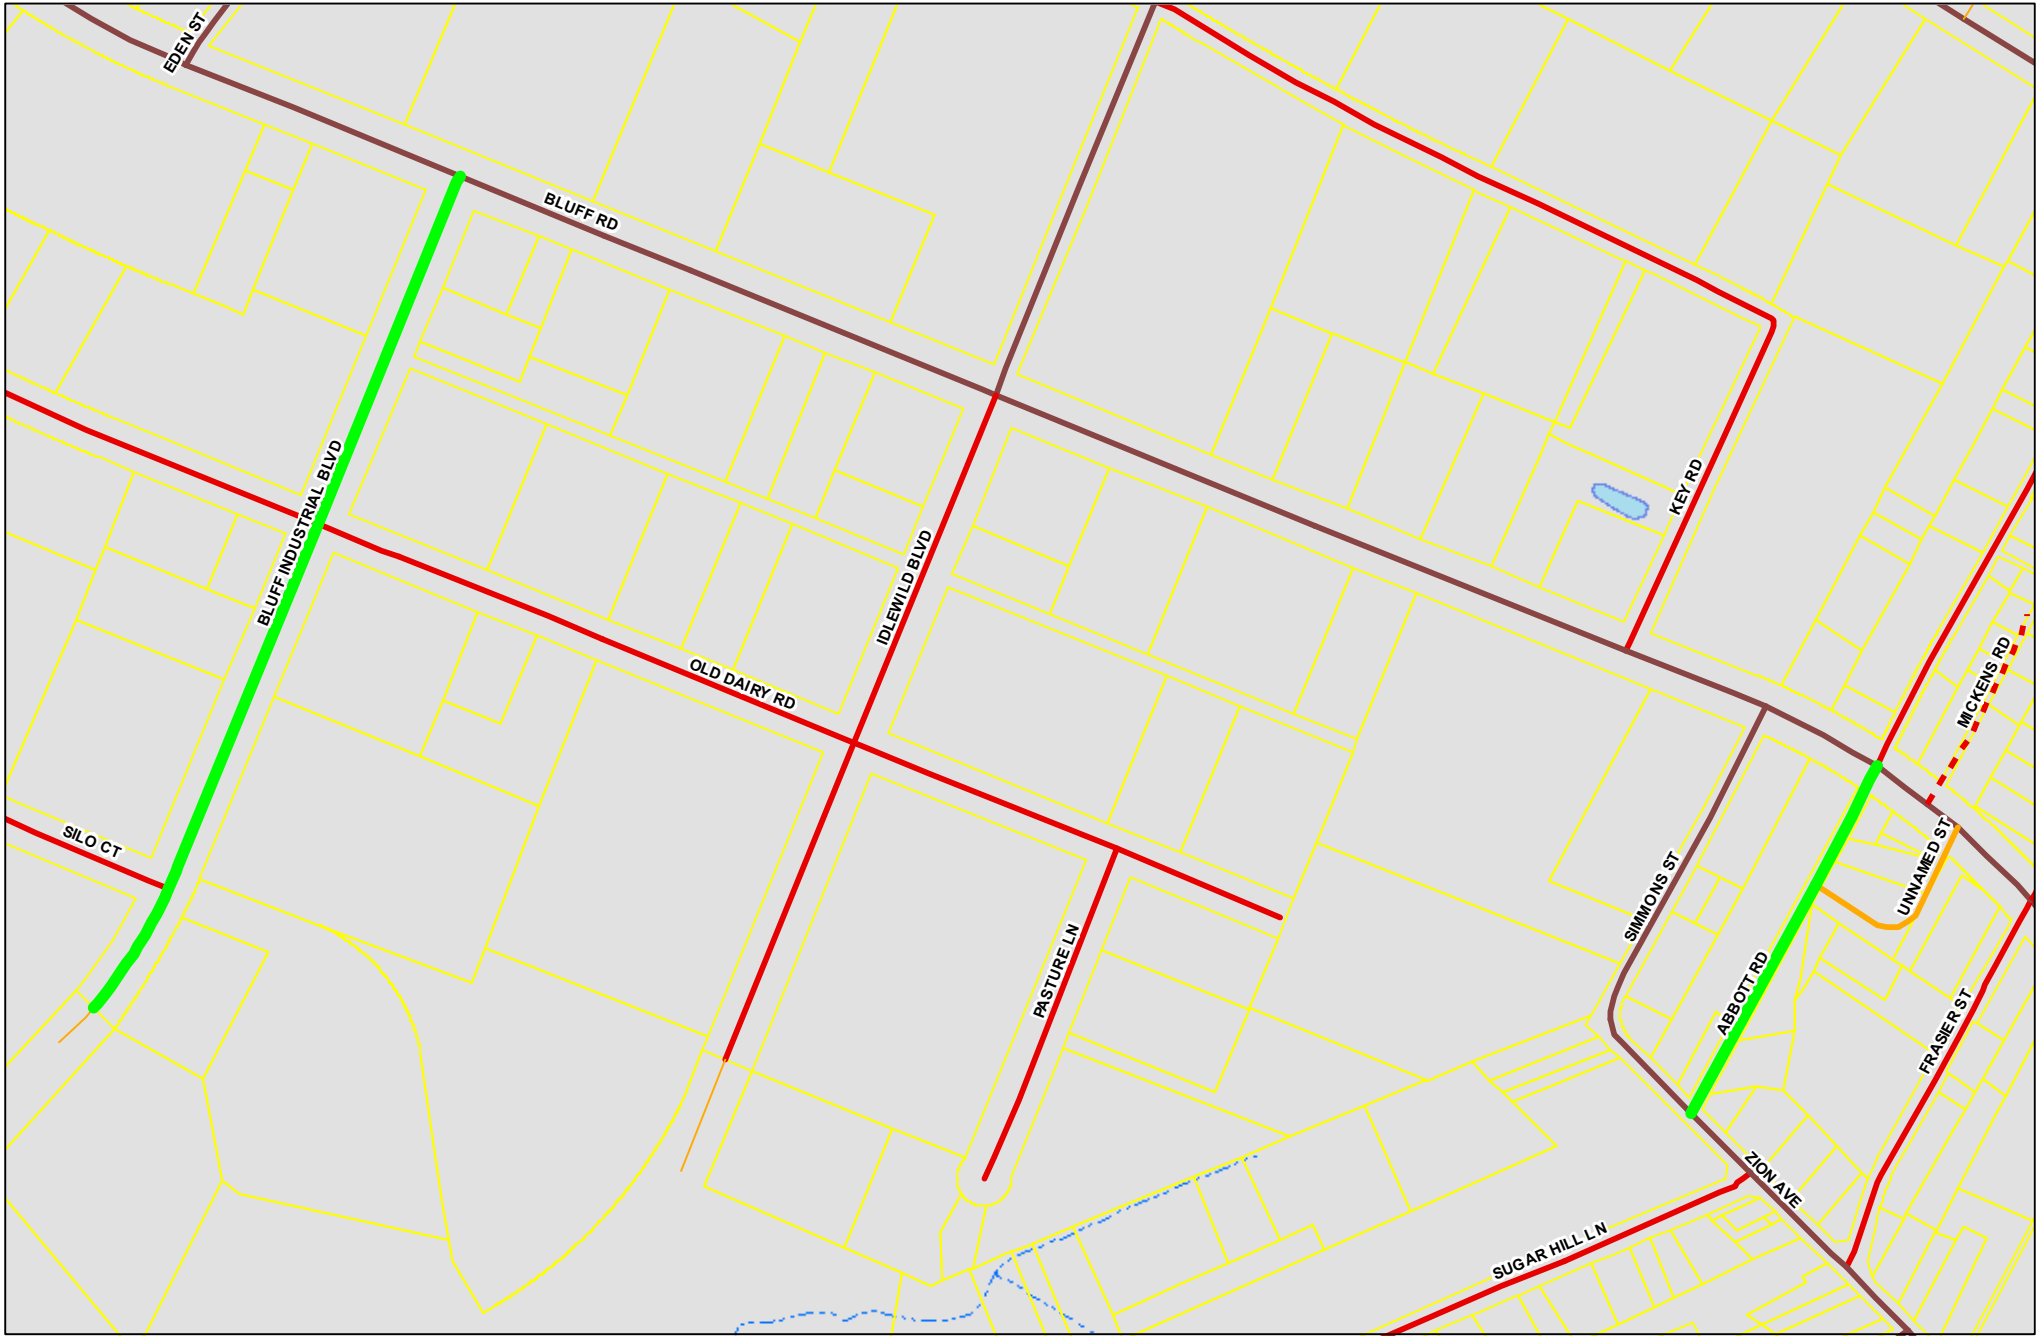 EDEN ST
BLUFF RD
BLUFF INDUSTRIAL BLVD
KEY RD
IDLEWILD BLVD
OLD DAIRY RD
MICKENS RD
SILO CT
UNNAMED ST
SIMMONS ST
PASTURE LN
ABBOTT RD
FRASIER ST
ZION AVE
SUGAR HILL LN